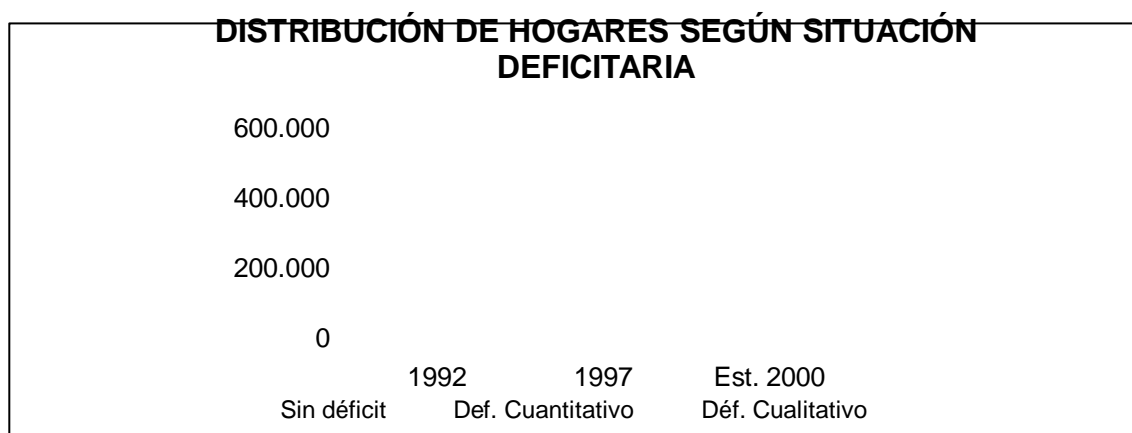 DISTRIBUCIÓN DE HOGARES SEGÚN SITUACIÓN
DEFICITARIA
600.000
400.000
200.000
0
1992 1997 Est. 2000
Sin déficit Def. Cuantitativo Déf. Cualitativo